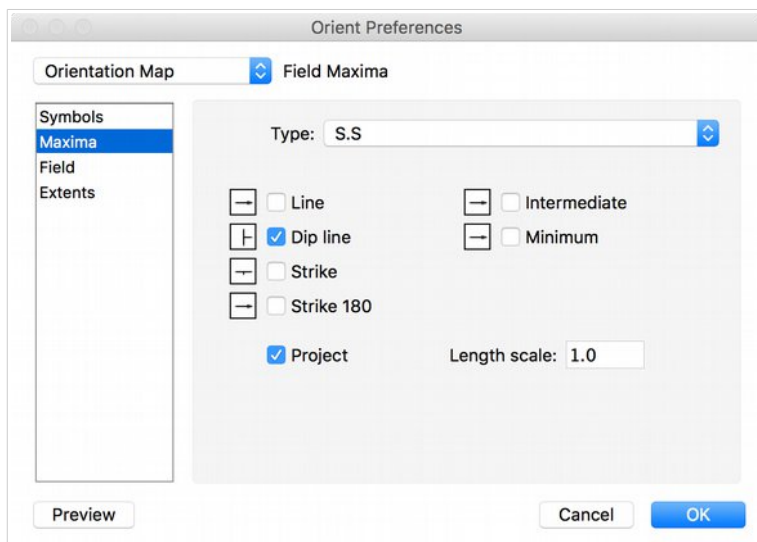 Orient Preferences
Orientation Map Field Maxima
Symbols
Maxima
Field
Extents
Type: S.S
Line Intermediate
Dip line Minimum
Strike
Strike 180
Project Length scale: 1.0
Preview Cancel OK